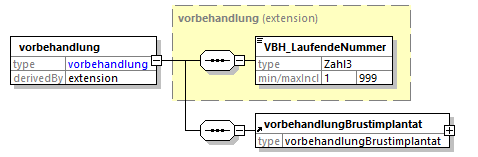 vorbehandlung (extension)
vorbehandlung
type vorbehandlung
derivedBy extension
VBH_LaufendeNummer
type Zahl3
min/maxIncl 1 999
vorbehandlungBrustimplantat
type vorbehandlungBrustimplantat